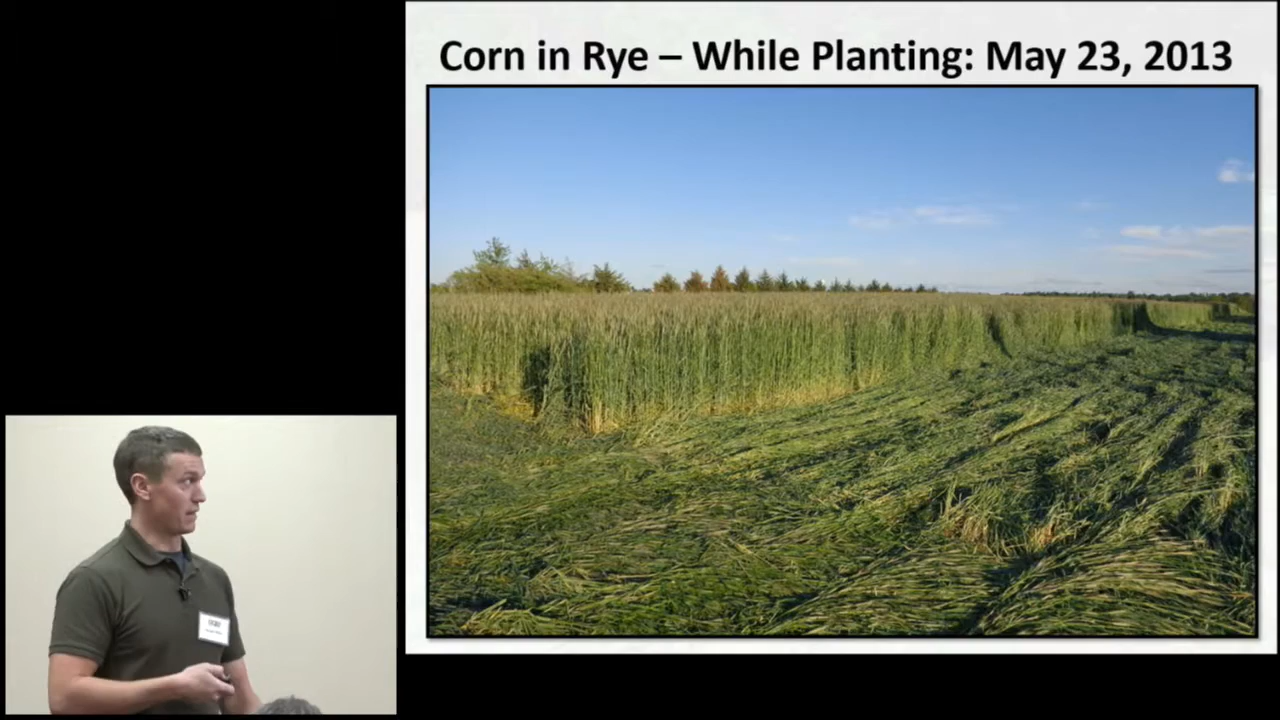 Corn in Rye – While Planting: May 23, 2013